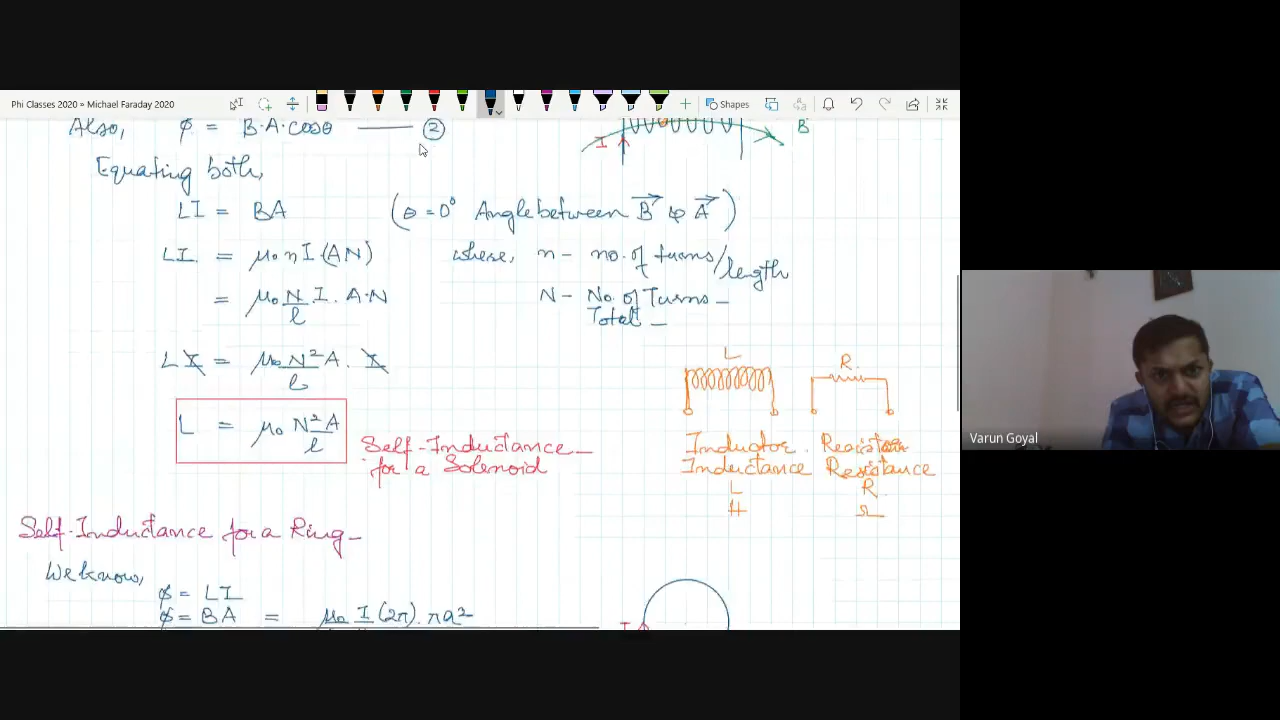 Phi Classes 2020 » Michael Faraday 2020
Shapes
Also, φ = B·A·cosθ —— ②
I
B
Equating both,
LI = BA (θ = 0° Angle between B & A)
LI = μ₀ n I (AN) where, n – no. of turns/length
= μ₀ N/l I. A·N N – No. of Turns –
Total –
LI = μ₀ N²A/l . I
L R.
L = μ₀ N²A/l
Self-Inductance –
for a Solenoid
Inductor. Resistor
Inductance Resistance
L R
H Ω
Self-Inductance for a Ring –
We know,
φ = LI
φ = BA = μ₀ I (2π). πa²
I
Varun Goyal